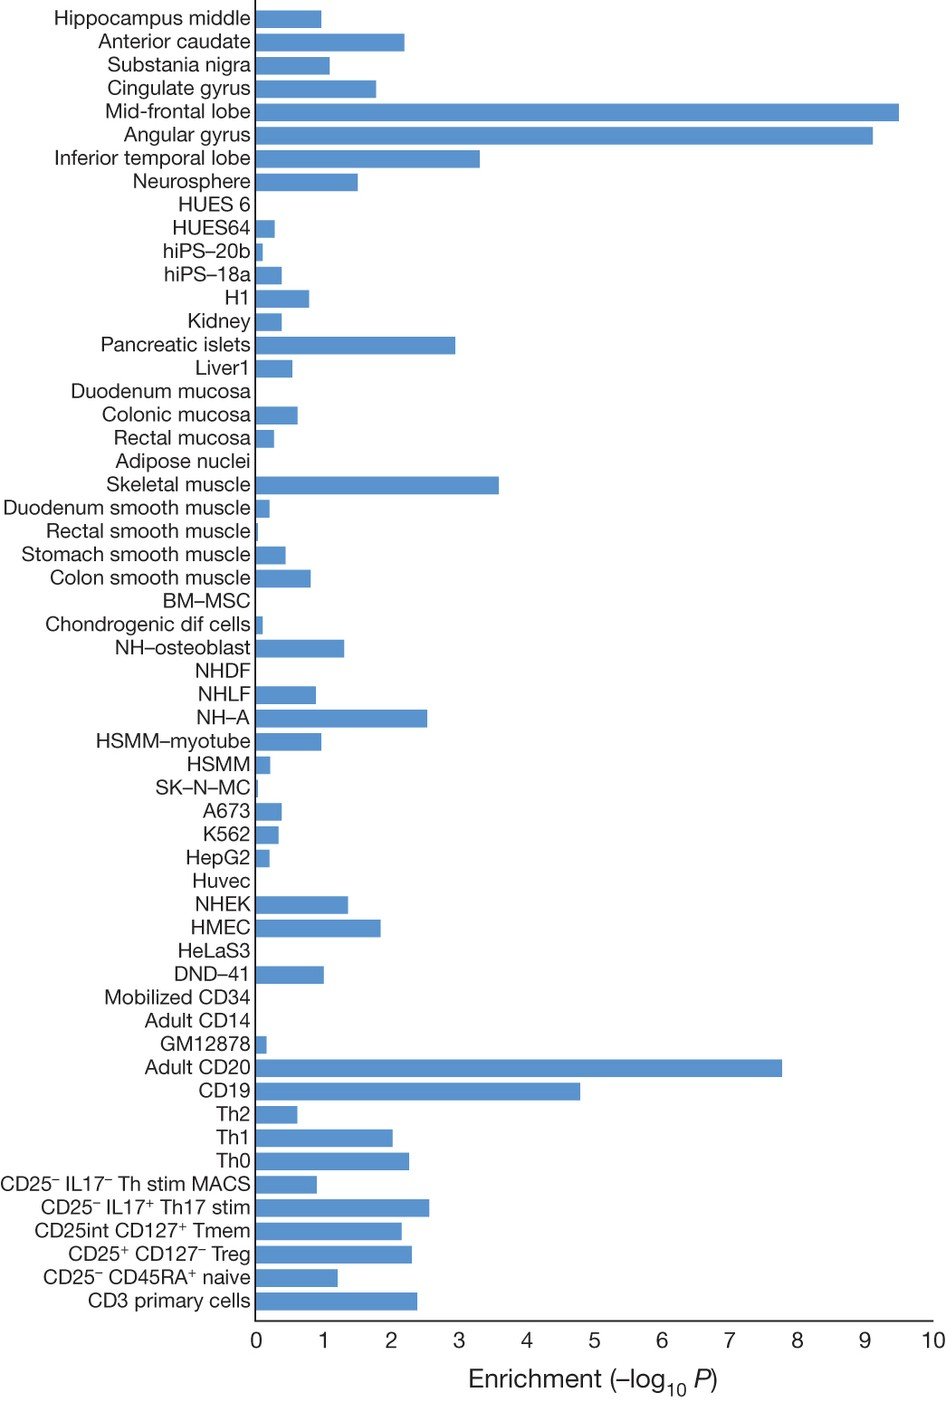 Hippocampus middle
Anterior caudate
Substania nigra
Cingulate gyrus
Mid-frontal lobe
Angular gyrus
Inferior temporal lobe
Neurosphere
HUES 6
HUES64
hiPS–20b
hiPS–18a
H1
Kidney
Pancreatic islets
Liver1
Duodenum mucosa
Colonic mucosa
Rectal mucosa
Adipose nuclei
Skeletal muscle
Duodenum smooth muscle
Rectal smooth muscle
Stomach smooth muscle
Colon smooth muscle
BM–MSC
Chondrogenic dif cells
NH–osteoblast
NHDF
NHLF
NH–A
HSMM–myotube
HSMM
SK–N–MC
A673
K562
HepG2
Huvec
NHEK
HMEC
HeLaS3
DND–41
Mobilized CD34
Adult CD14
GM12878
Adult CD20
CD19
Th2
Th1
Th0
CD25⁻ IL17⁻ Th stim MACS
CD25⁻ IL17⁺ Th17 stim
CD25int CD127⁺ Tmem
CD25⁺ CD127⁻ Treg
CD25⁻ CD45RA⁺ naive
CD3 primary cells
0 1 2 3 4 5 6 7 8 9 10
Enrichment (–log₁₀ P)